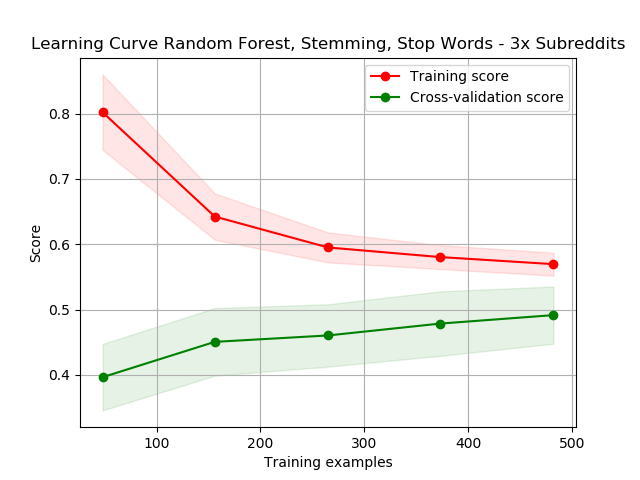 Learning Curve Random Forest, Stemming, Stop Words - 3x Subreddits
Training score
Cross-validation score
0.8
0.7
0.6
0.5
0.4
Score
100
200
300
400
500
Training examples